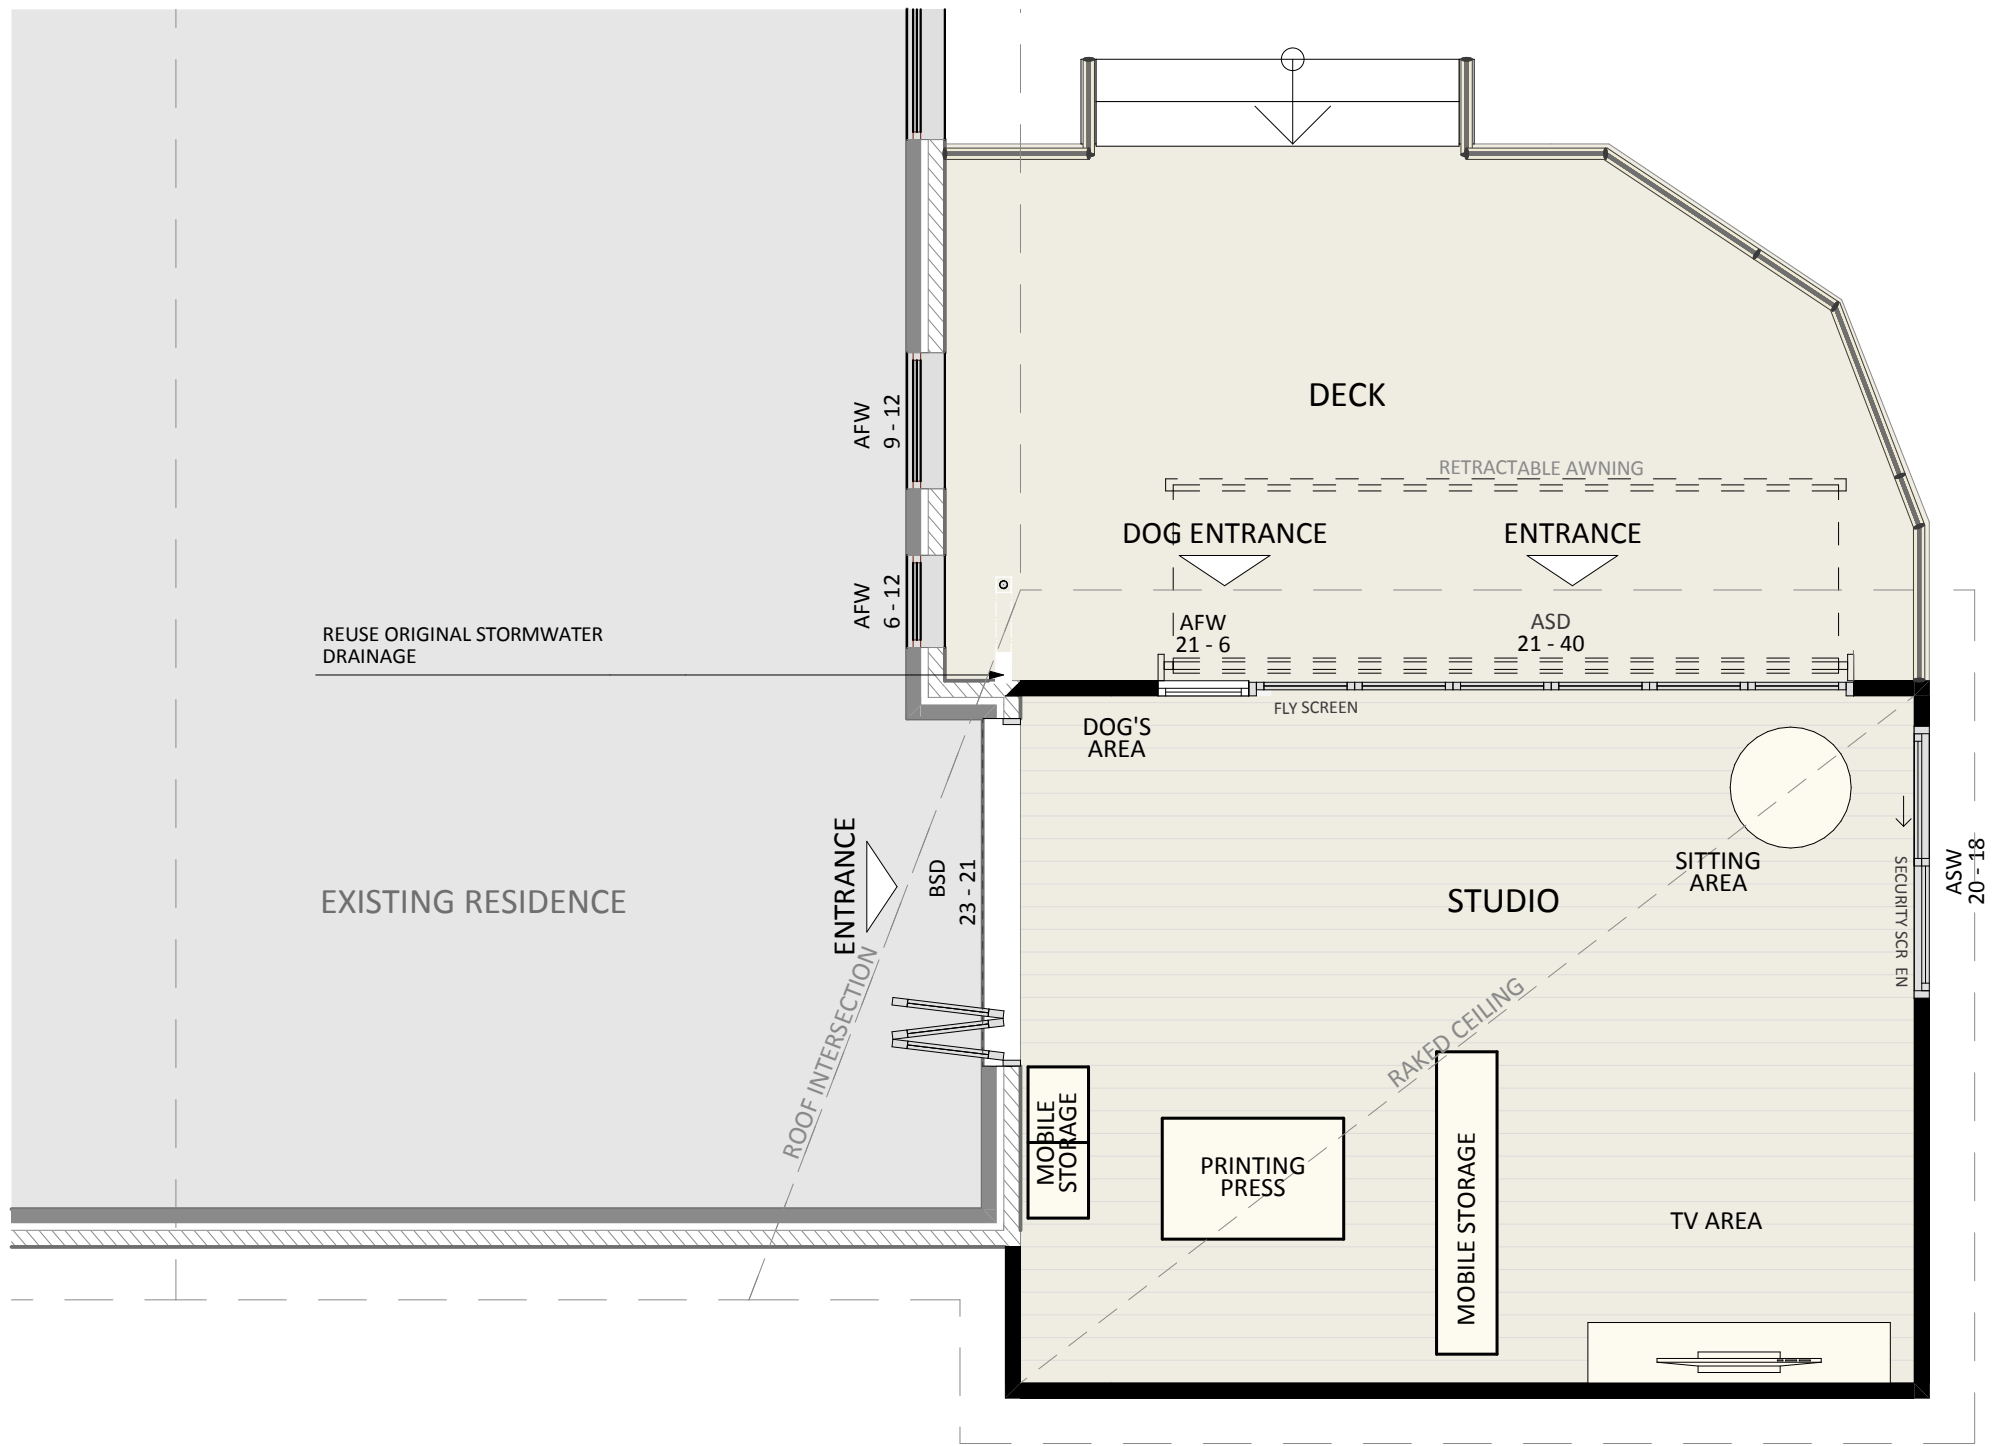 DECK
RETRACTABLE AWNING
AFW
9 - 12
DOG ENTRANCE
ENTRANCE
AFW
6 - 12
AFW
21 - 6
ASD
21 - 40
REUSE ORIGINAL STORMWATER
DRAINAGE
FLY SCREEN
DOG'S
AREA
ENTRANCE
BSD
23 - 21
SITTING
AREA
SECURITY SCR EN
ASW
20 - 18
EXISTING RESIDENCE
STUDIO
ROOF INTERSECTION
RAKED CEILING
MOBILE
STORAGE
PRINTING
PRESS
MOBILE STORAGE
TV AREA